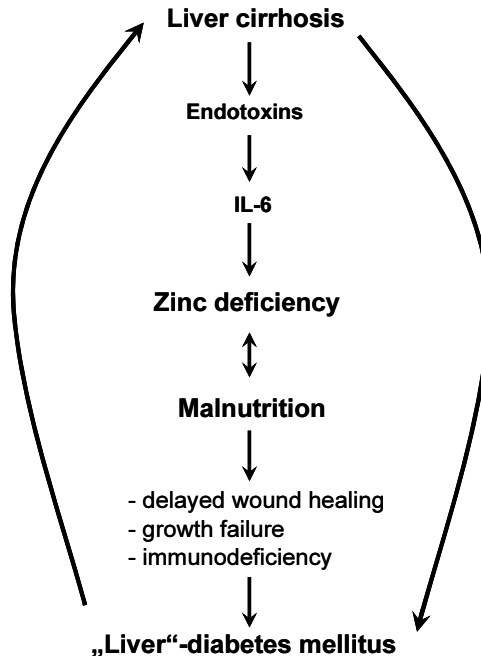 Liver cirrhosis
Endotoxins
IL-6
Zinc deficiency
Malnutrition
- delayed wound healing
- growth failure
- immunodeficiency
„Liver“-diabetes mellitus